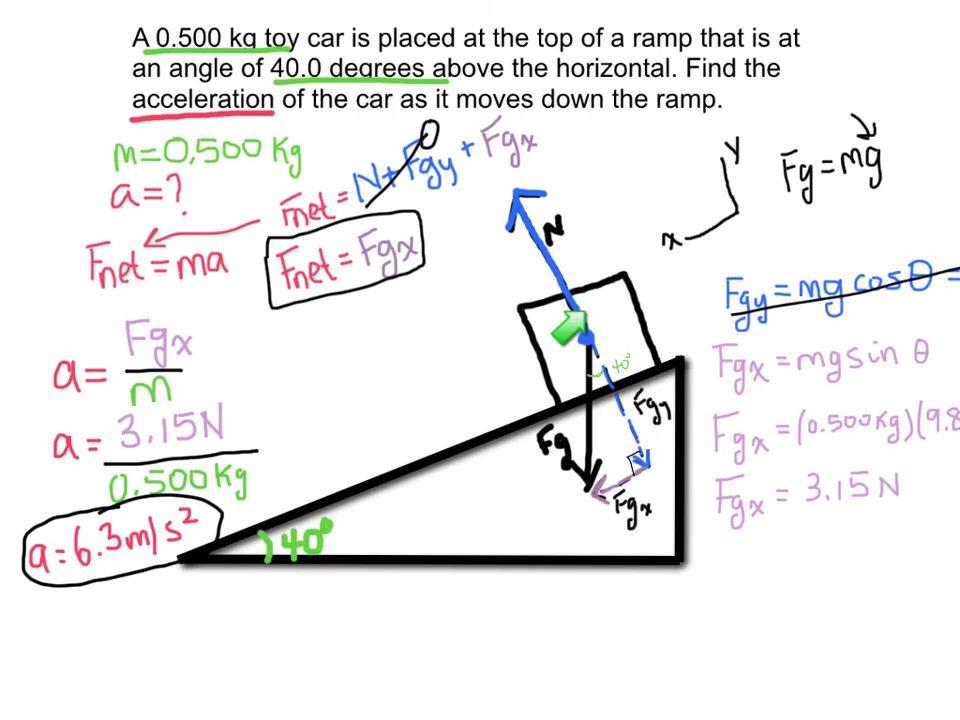 A 0.500 kg toy car is placed at the top of a ramp that is at
an angle of 40.0 degrees above the horizontal. Find the
acceleration of the car as it moves down the ramp.
m=0.500 Kg
a=?
Fnet = N + Fgy + Fgx
0
Fnet = ma
Fnet = Fgx
a = Fgx / m
a = 3.15N / 0.500 Kg
a = 6.3 m/s²
40°
N
40°
Fg
Fgy
Fgx
y
x
Fg = mg
Fgy = mg cos θ =
Fgx = mg sin θ
Fgx = (0.500 Kg)(9.8
Fgx = 3.15 N